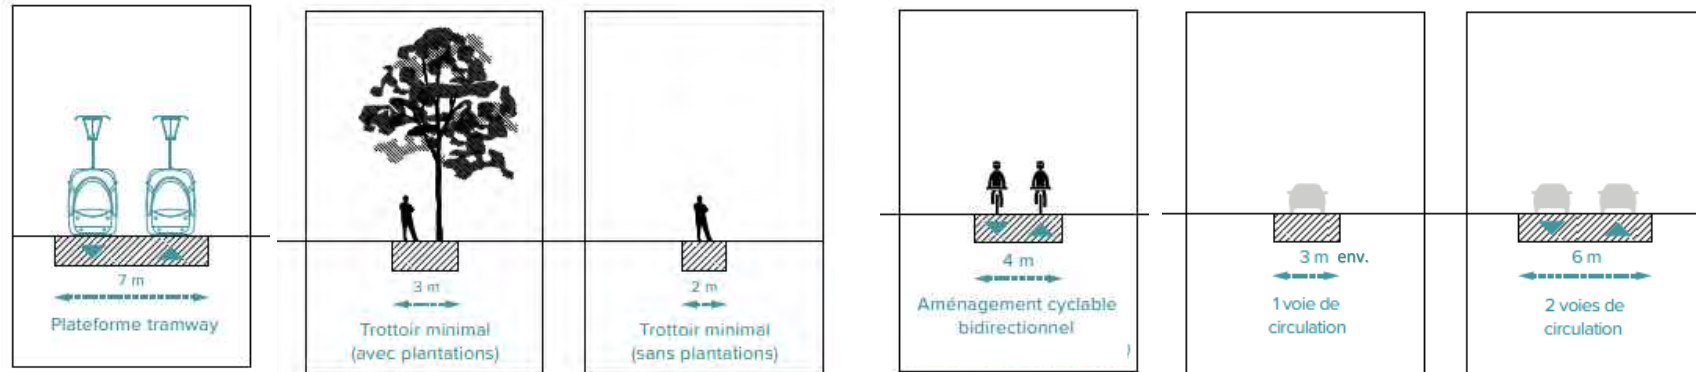 7 m
Plateforme tramway
3 m
Trottoir minimal
(avec plantations)
2 m
Trottoir minimal
(sans plantations)
4 m
Aménagement cyclable
bidirectionnel
)
3 m env.
1 voie de
circulation
6 m
2 voies de
circulation